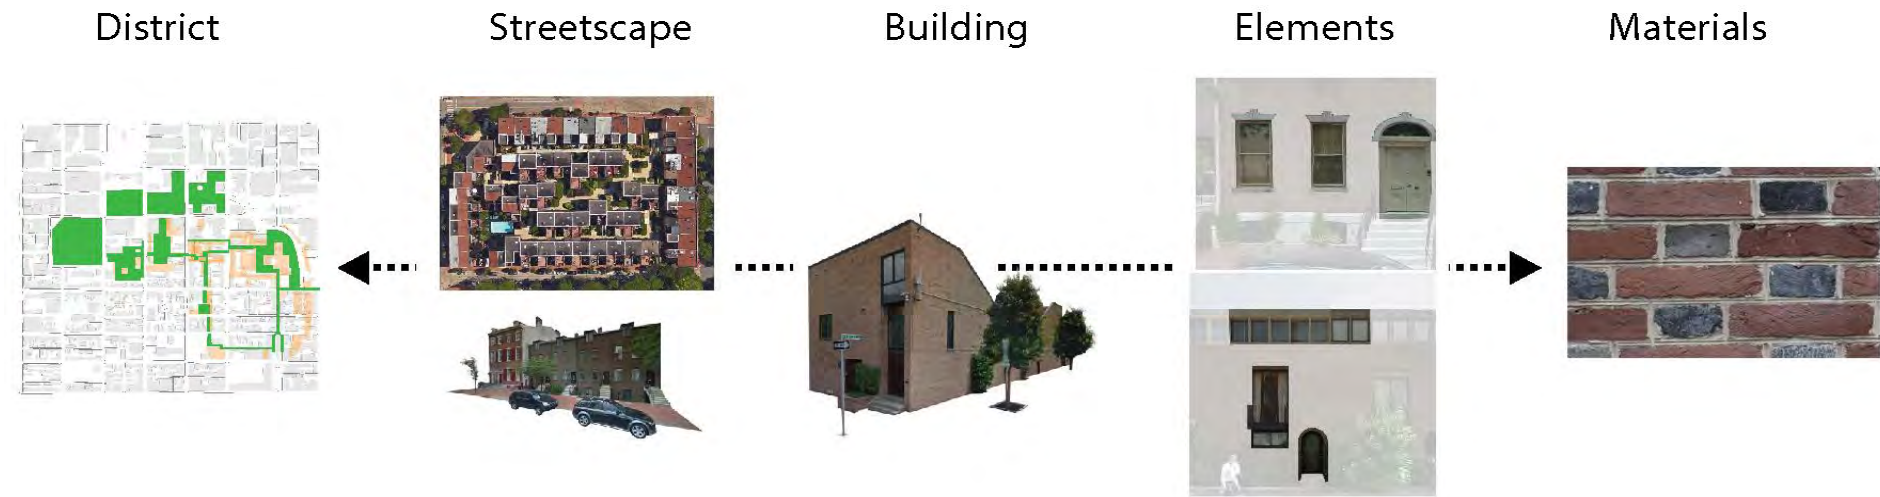 District
Streetscape
Building
Elements
Materials